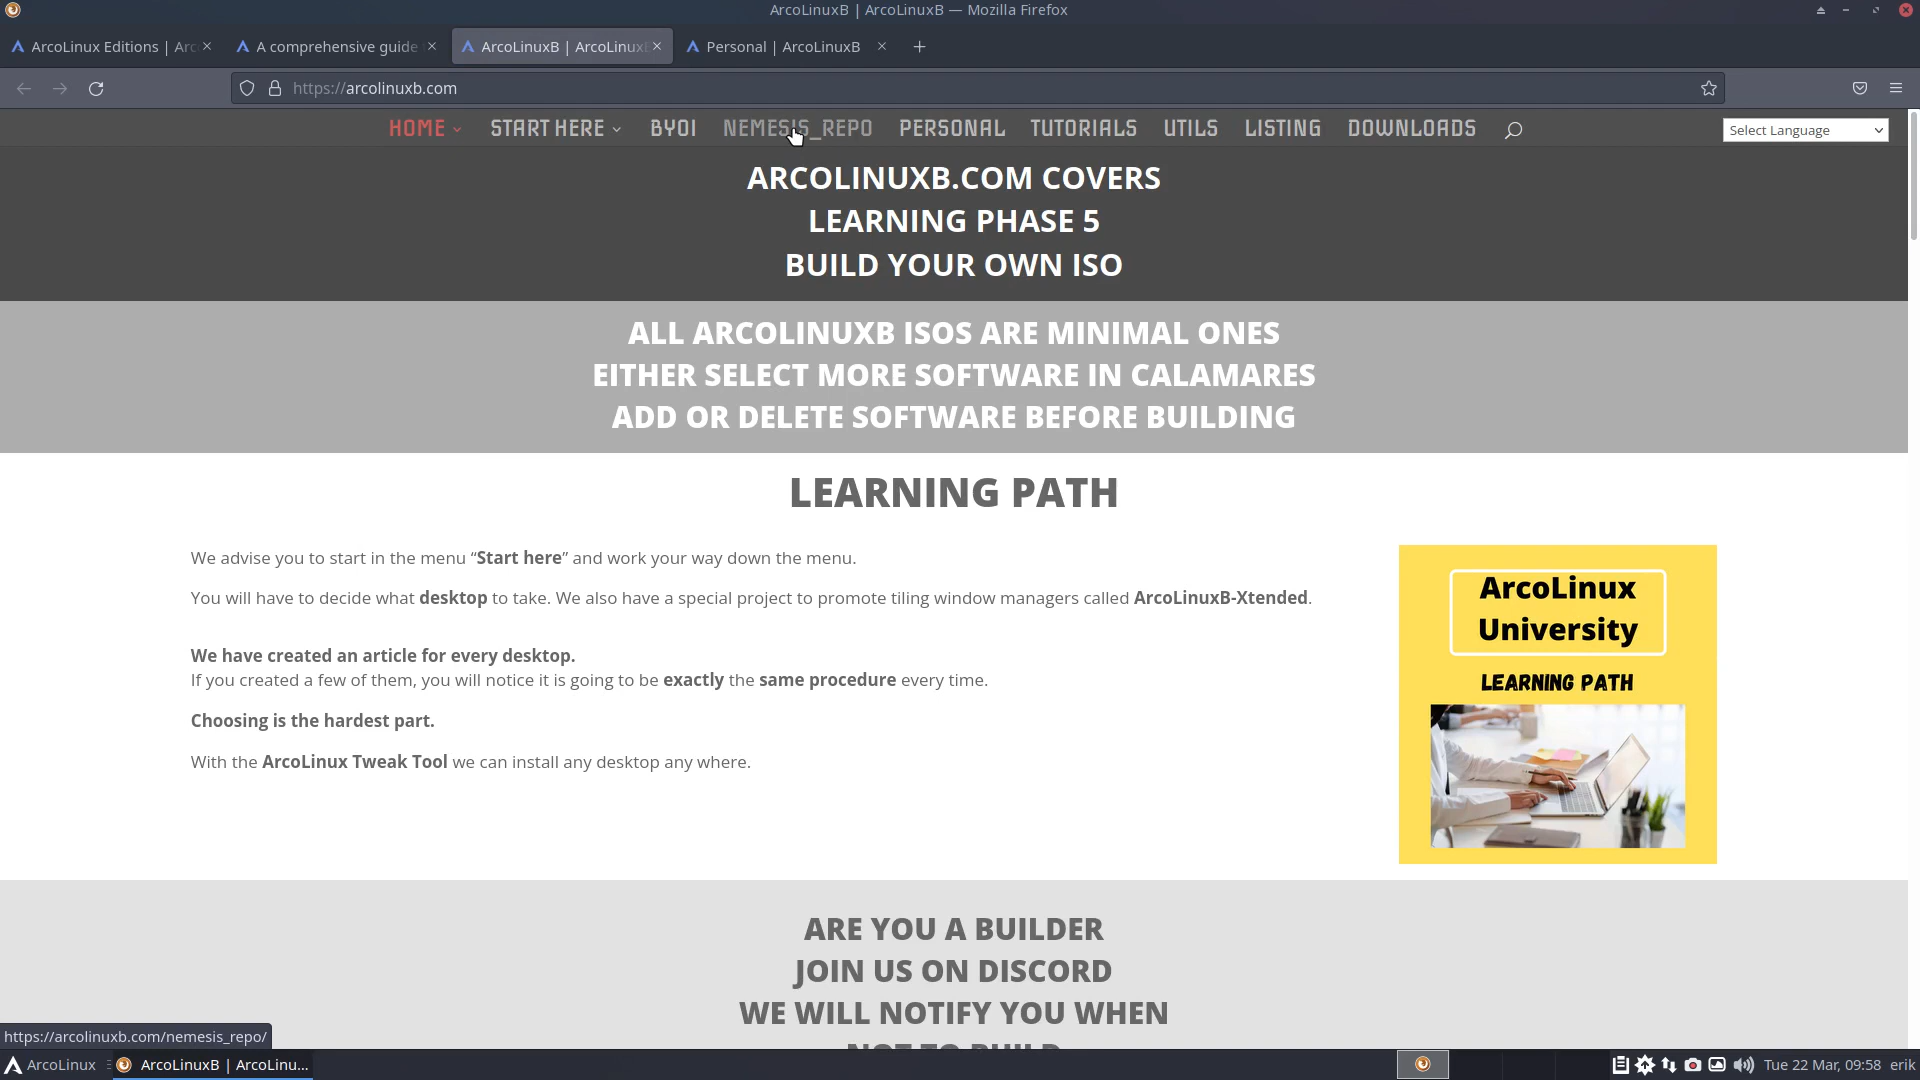 ArcoLinuxB | ArcoLinuxB — Mozilla Firefox
ArcoLinux Editions | Arc
A comprehensive guide
ArcoLinuxB | ArcoLinux
Personal | ArcoLinuxB
https://arcolinuxb.com
HOME
START HERE
BYOI
NEMESIS_REPO
PERSONAL
TUTORIALS
UTILS
LISTING
DOWNLOADS
Select Language
ARCOLINUXB.COM COVERS
LEARNING PHASE 5
BUILD YOUR OWN ISO
ALL ARCOLINUXB ISOS ARE MINIMAL ONES
EITHER SELECT MORE SOFTWARE IN CALAMARES
ADD OR DELETE SOFTWARE BEFORE BUILDING
LEARNING PATH
We advise you to start in the menu “Start here” and work your way down the menu.
You will have to decide what desktop to take. We also have a special project to promote tiling window managers called ArcoLinuxB-Xtended.
We have created an article for every desktop.
If you created a few of them, you will notice it is going to be exactly the same procedure every time.
Choosing is the hardest part.
With the ArcoLinux Tweak Tool we can install any desktop any where.
ArcoLinux
University
LEARNING PATH
ARE YOU A BUILDER
JOIN US ON DISCORD
WE WILL NOTIFY YOU WHEN
NOT TO BUILD
https://arcolinuxb.com/nemesis_repo/
ArcoLinux
ArcoLinuxB | ArcoLinu...
Tue 22 Mar, 09:58
erik